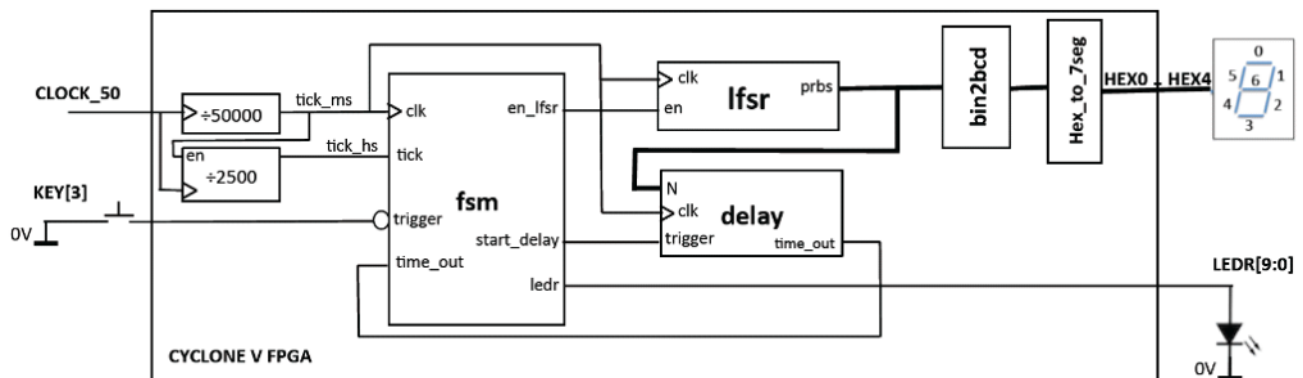 CLOCK_50
÷50000
tick_ms
en
÷2500
tick_hs
KEY[3]
0V
clk
tick
trigger
time_out
fsm
en_lfsr
start_delay
ledr
clk
en
lfsr
prbs
N
clk
trigger
delay
time_out
bin2bcd
Hex_to_7seg
HEX0 - HEX4
0
5 6 1
4 2
3
LEDR[9:0]
0V
CYCLONE V FPGA